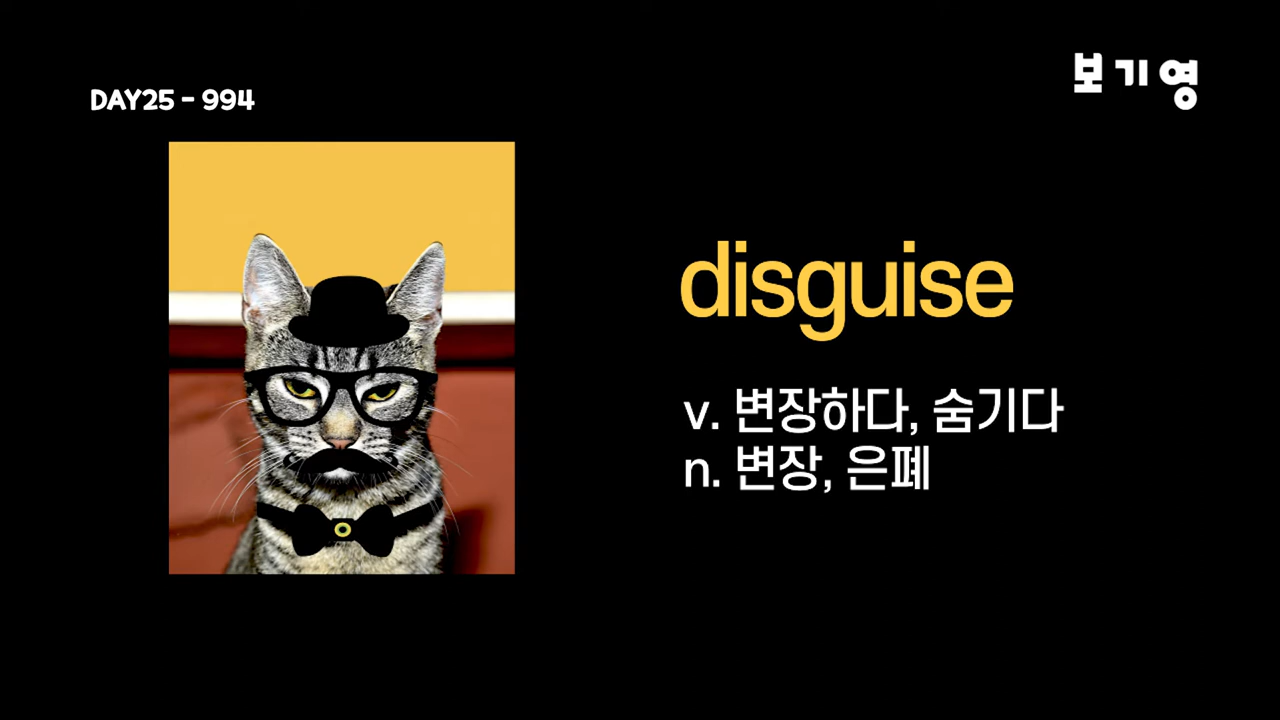 DAY25 - 994
보기영
disguise
v. 변장하다, 숨기다
n. 변장, 은폐